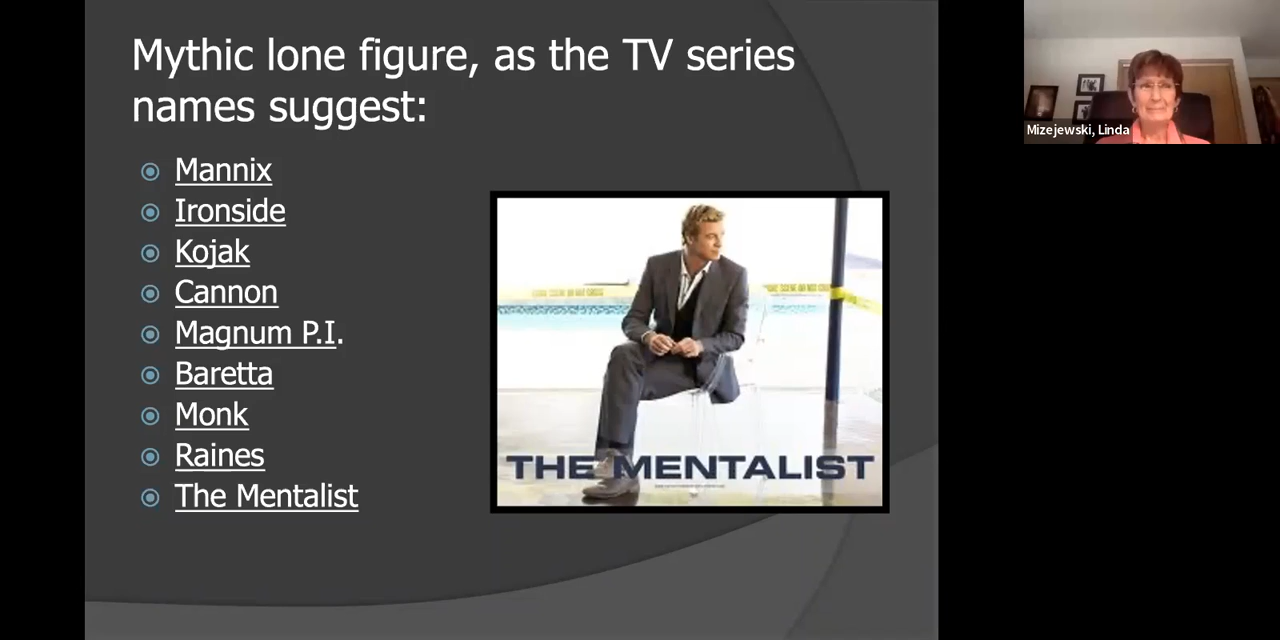 Mythic lone figure, as the TV series
names suggest:
Mannix
Ironside
Kojak
Cannon
Magnum P.I.
Baretta
Monk
Raines
The Mentalist
THE MENTALIST
Mizejewski, Linda